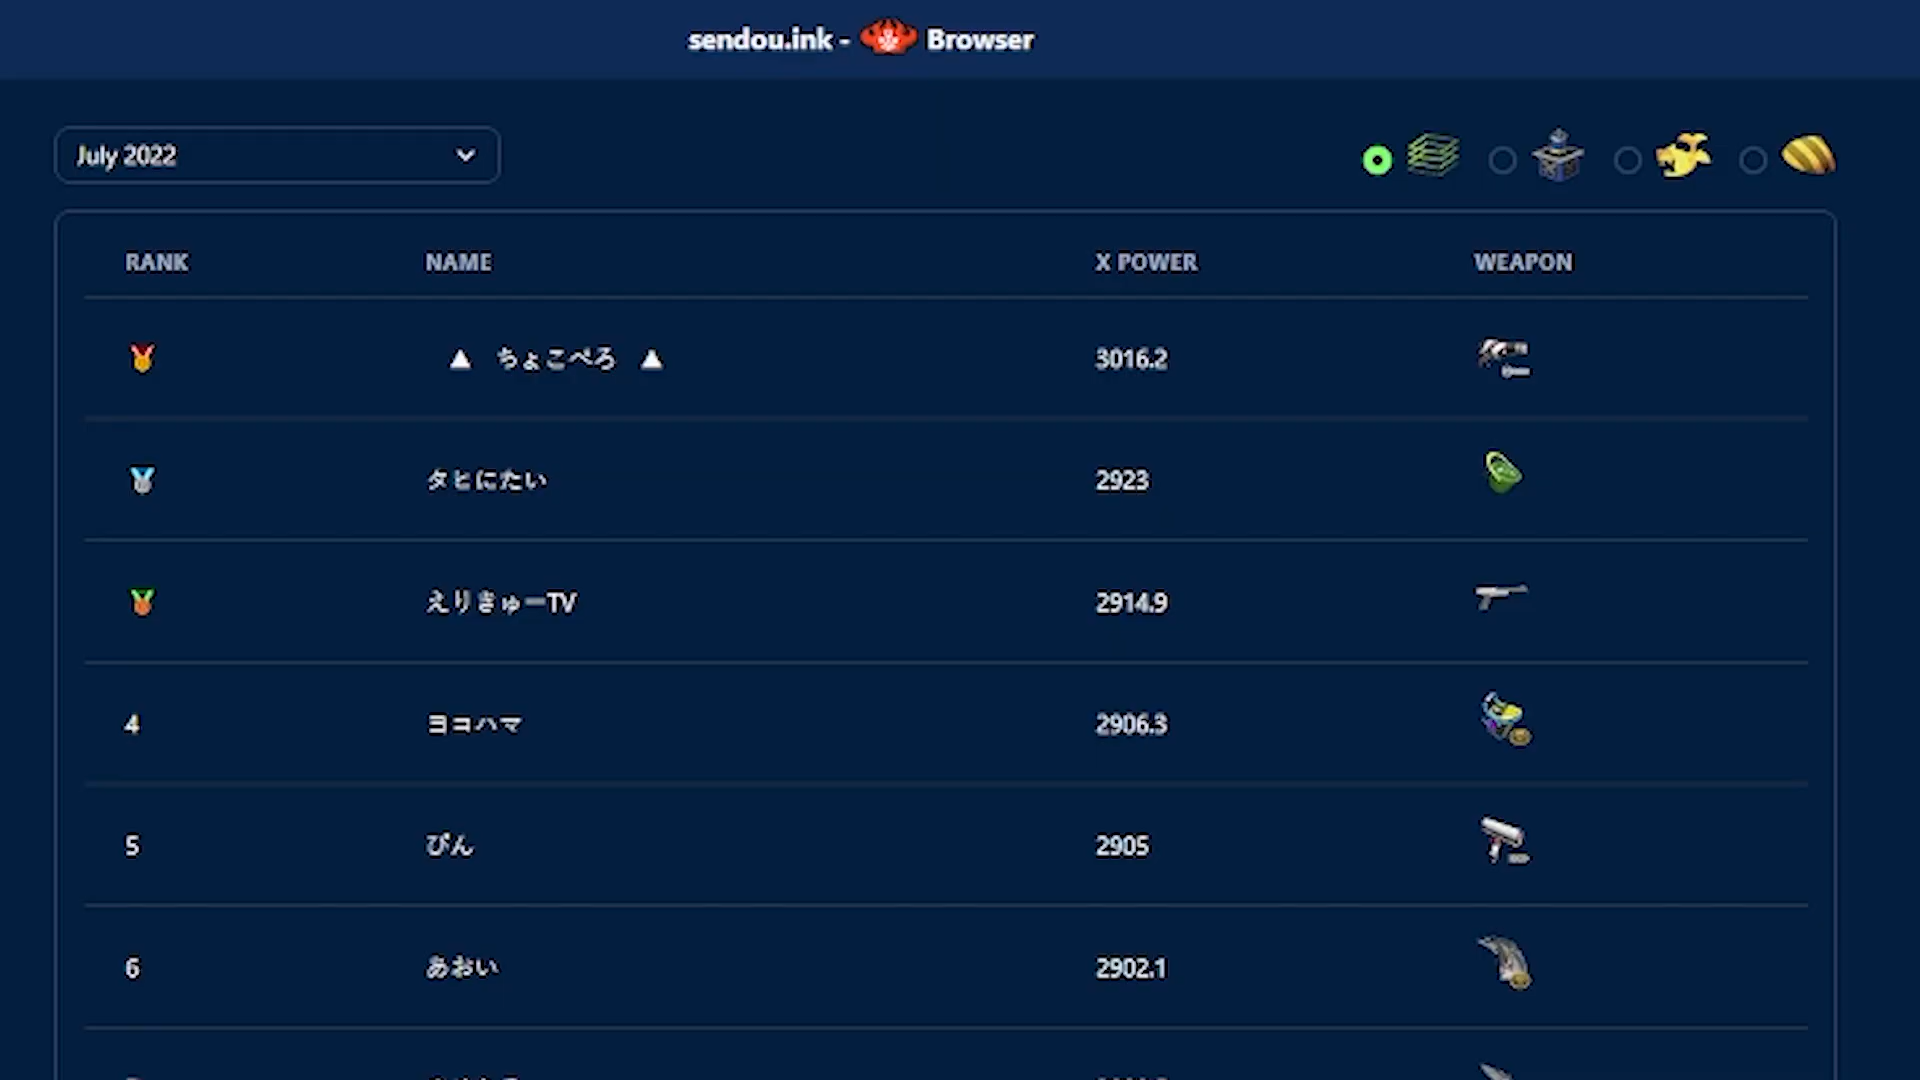 sendou.ink - Browser
July 2022
RANK NAME X POWER WEAPON
▲ ちょこぺろ ▲ 3016.2
タヒにたい 2923
えりきゅーTV 2914.9
4 ヨコハマ 2906.3
5 ぴん 2905
6 あおい 2902.1